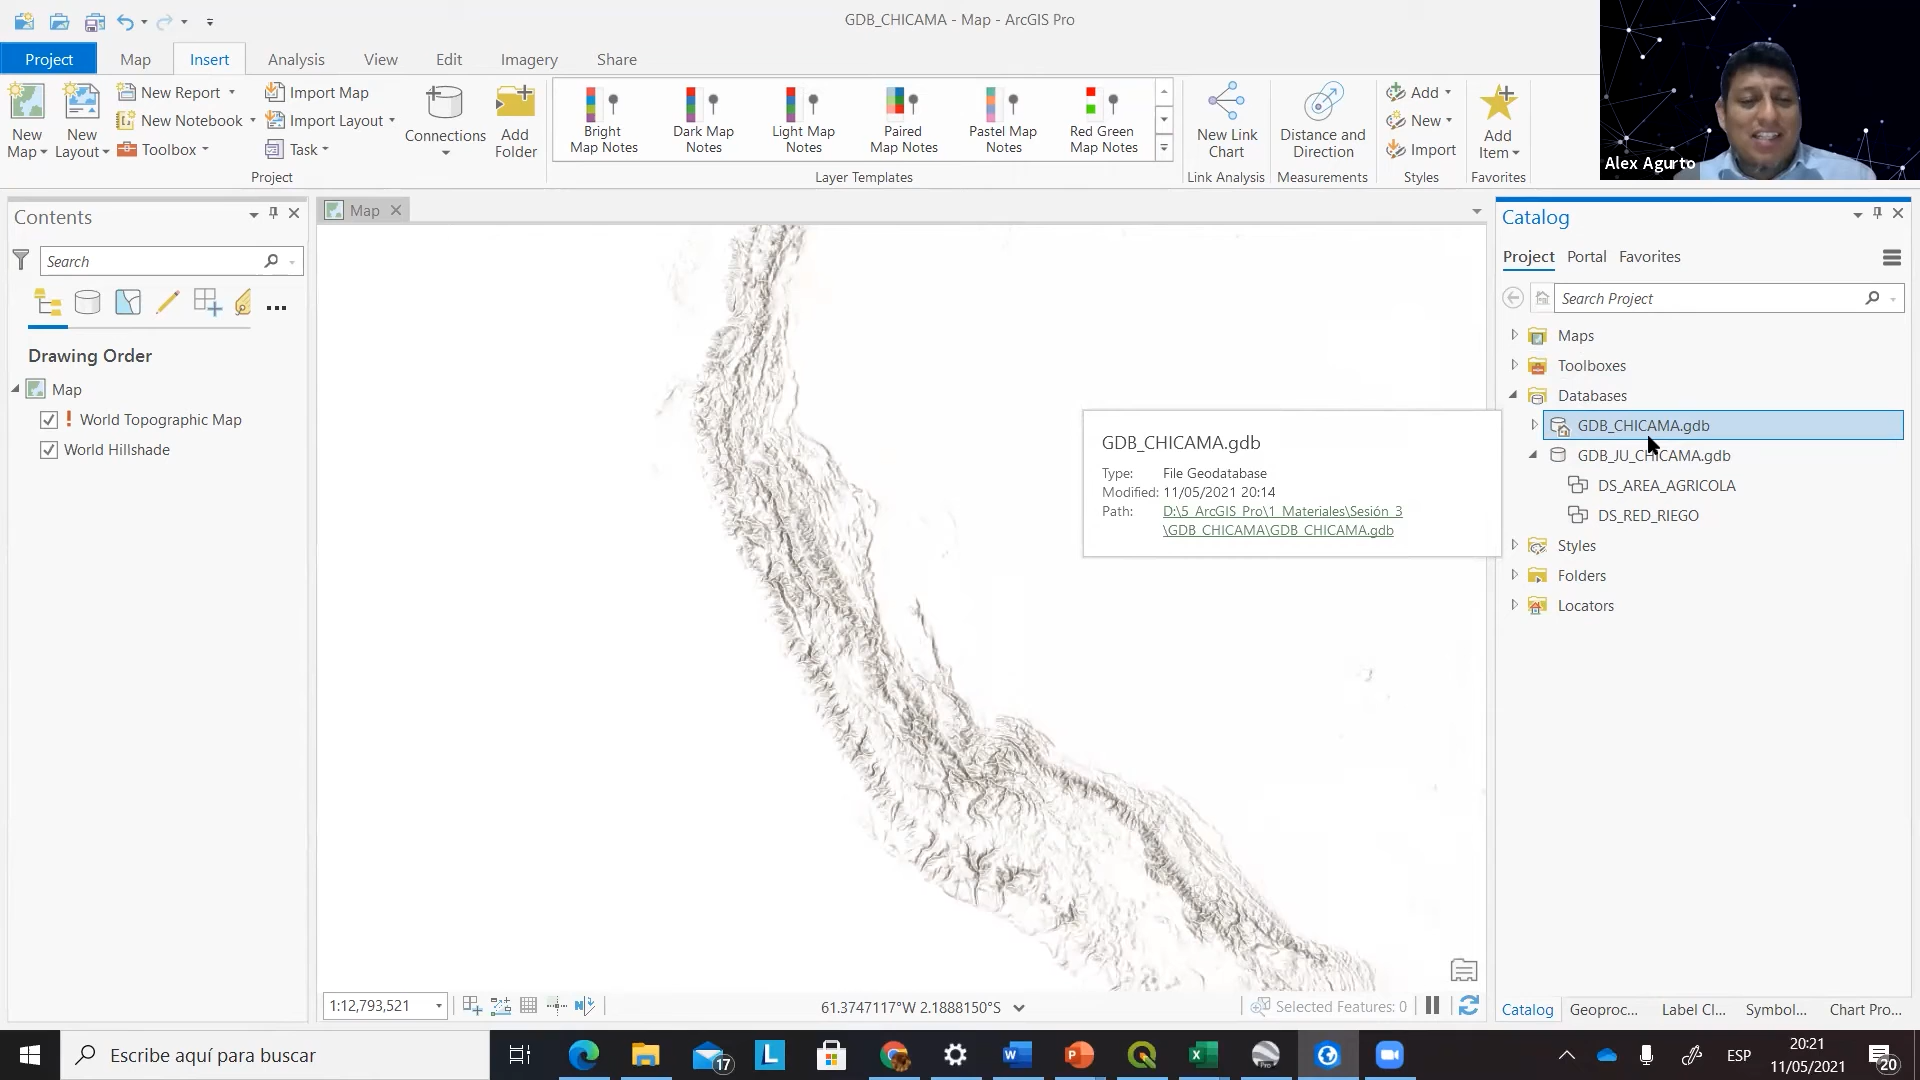 GDB_CHICAMA - Map - ArcGIS Pro
Project
Map
Insert
Analysis
View
Edit
Imagery
Share
New
Map
New
Layout
New Report
New Notebook
Toolbox
Import Map
Import Layout
Task
Connections
Add
Folder
Project
Bright
Map Notes
Dark Map
Notes
Light Map
Notes
Paired
Map Notes
Pastel Map
Notes
Red Green
Map Notes
Layer Templates
New Link
Chart
Link Analysis
Distance and
Direction
Measurements
Add
New
Import
Styles
Add
Item
Favorites
Alex Agurto
Contents
Search
Drawing Order
Map
! World Topographic Map
World Hillshade
Map
GDB_CHICAMA.gdb
Type: File Geodatabase
Modified: 11/05/2021 20:14
Path: D:\5_ArcGIS_Pro\1_Materiales\Sesión_3
\GDB_CHICAMA\GDB_CHICAMA.gdb
1:12,793,521
61.3747117°W 2.1888150°S
Selected Features: 0
Catalog
Project
Portal
Favorites
Search Project
Maps
Toolboxes
Databases
GDB_CHICAMA.gdb
GDB_JU_CHICAMA.gdb
DS_AREA_AGRICOLA
DS_RED_RIEGO
Styles
Folders
Locators
Catalog
Geoproc...
Label Cl...
Symbol...
Chart Pro...
Escribe aquí para buscar
17
L
W
P
X
Pro
ESP
20:21
11/05/2021
20